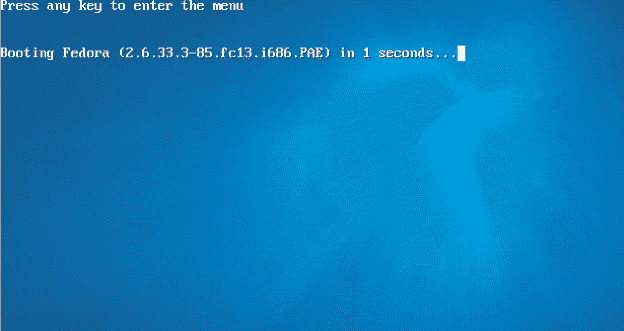 Press any key to enter the menu
Booting Fedora (2.6.33.3-85.fc13.i686.PAE) in 1 seconds...